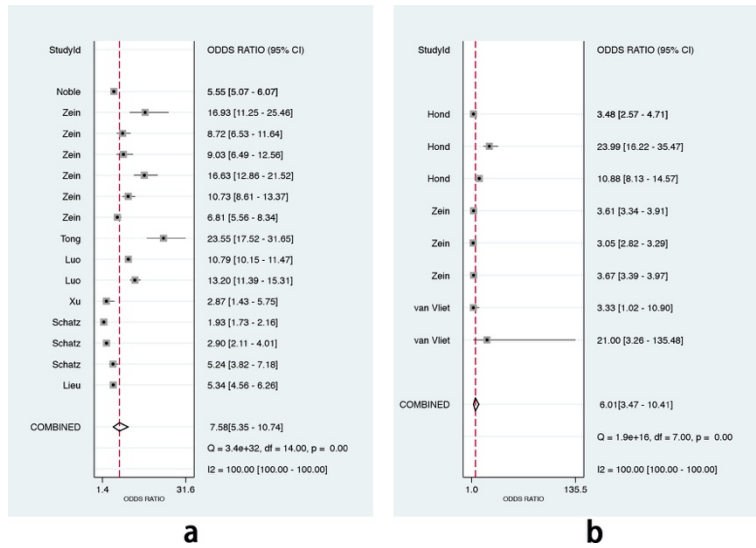 StudyId ODDS RATIO (95% CI)
Noble 5.55 [5.07 - 6.07]
Zein 16.93 [11.25 - 25.46]
Zein 8.72 [6.53 - 11.64]
Zein 9.03 [6.49 - 12.56]
Zein 16.63 [12.86 - 21.52]
Zein 10.73 [8.61 - 13.37]
Zein 6.81 [5.56 - 8.34]
Tong 23.55 [17.52 - 31.65]
Luo 10.79 [10.15 - 11.47]
Luo 13.20 [11.39 - 15.31]
Xu 2.87 [1.43 - 5.75]
Schatz 1.93 [1.73 - 2.16]
Schatz 2.90 [2.11 - 4.01]
Schatz 5.24 [3.82 - 7.18]
Lieu 5.34 [4.56 - 6.26]
COMBINED 7.58[5.35 - 10.74]
Q = 3.4e+32, df = 14.00, p = 0.00
I2 = 100.00 [100.00 - 100.00]
1.4 31.6
ODDS RATIO
a
StudyId ODDS RATIO (95% CI)
Hond 3.48 [2.57 - 4.71]
Hond 23.99 [16.22 - 35.47]
Hond 10.88 [8.13 - 14.57]
Zein 3.61 [3.34 - 3.91]
Zein 3.05 [2.82 - 3.29]
Zein 3.67 [3.39 - 3.97]
van Vliet 3.33 [1.02 - 10.90]
van Vliet 21.00 [3.26 - 135.48]
COMBINED 6.01[3.47 - 10.41]
Q = 1.9e+16, df = 7.00, p = 0.00
I2 = 100.00 [100.00 - 100.00]
1.0 135.5
ODDS RATIO
b